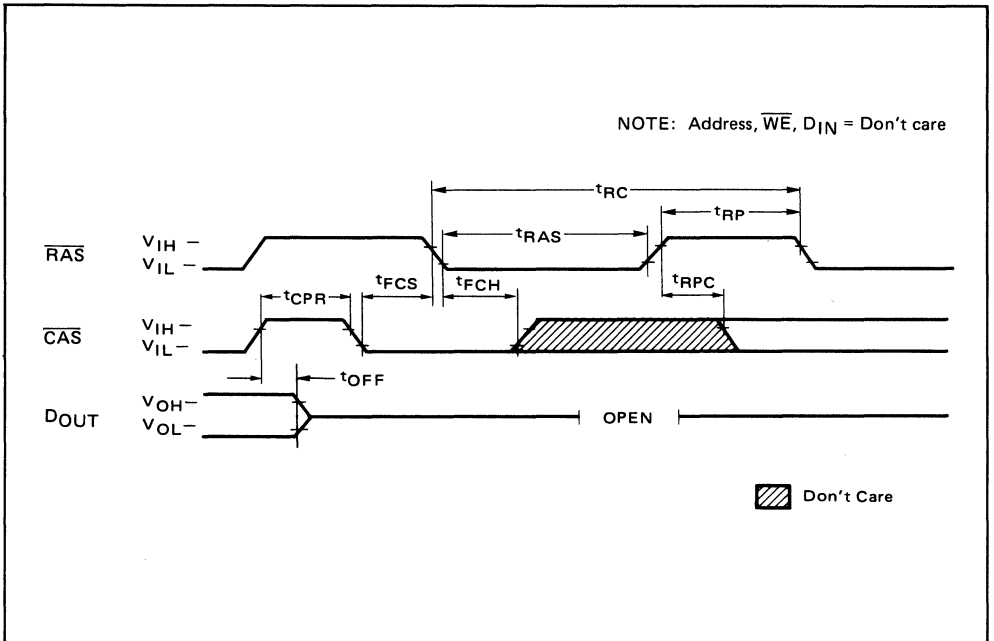 NOTE: Address, WE, DIN = Don't care
tRC
tRP
RAS
VIH –
VIL –
tRAS
tFCS
tFCH
tRPC
tCPR
CAS
VIH–
VIL–
tOFF
DOUT
VOH–
VOL–
OPEN
Don't Care